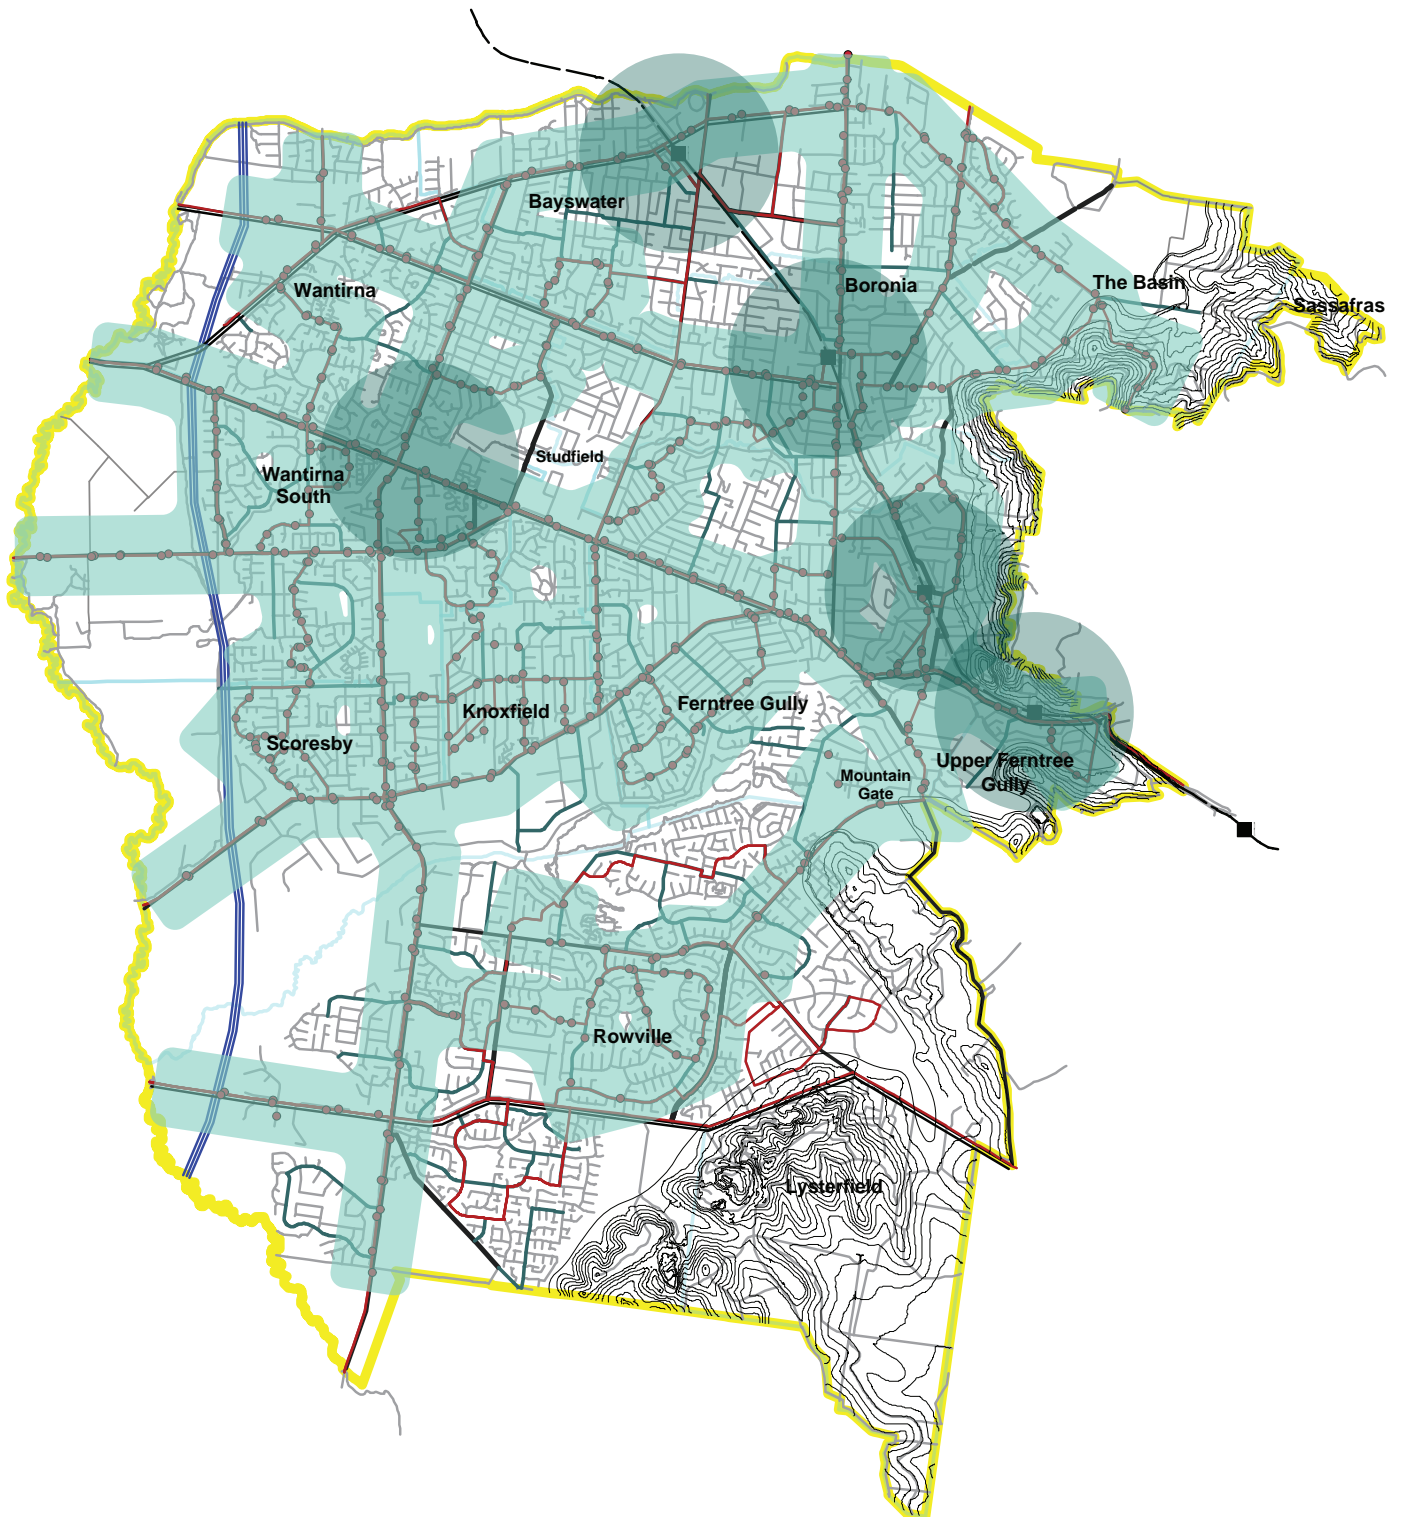 Bayswater
Boronia
The Basin
Wantirna
Sassafras
Studfield
Wantirna
South
Knoxfield
Ferntree Gully
Scoresby
Upper Ferntree
Gully
Mountain
Gate
Rowville
Lysterfield